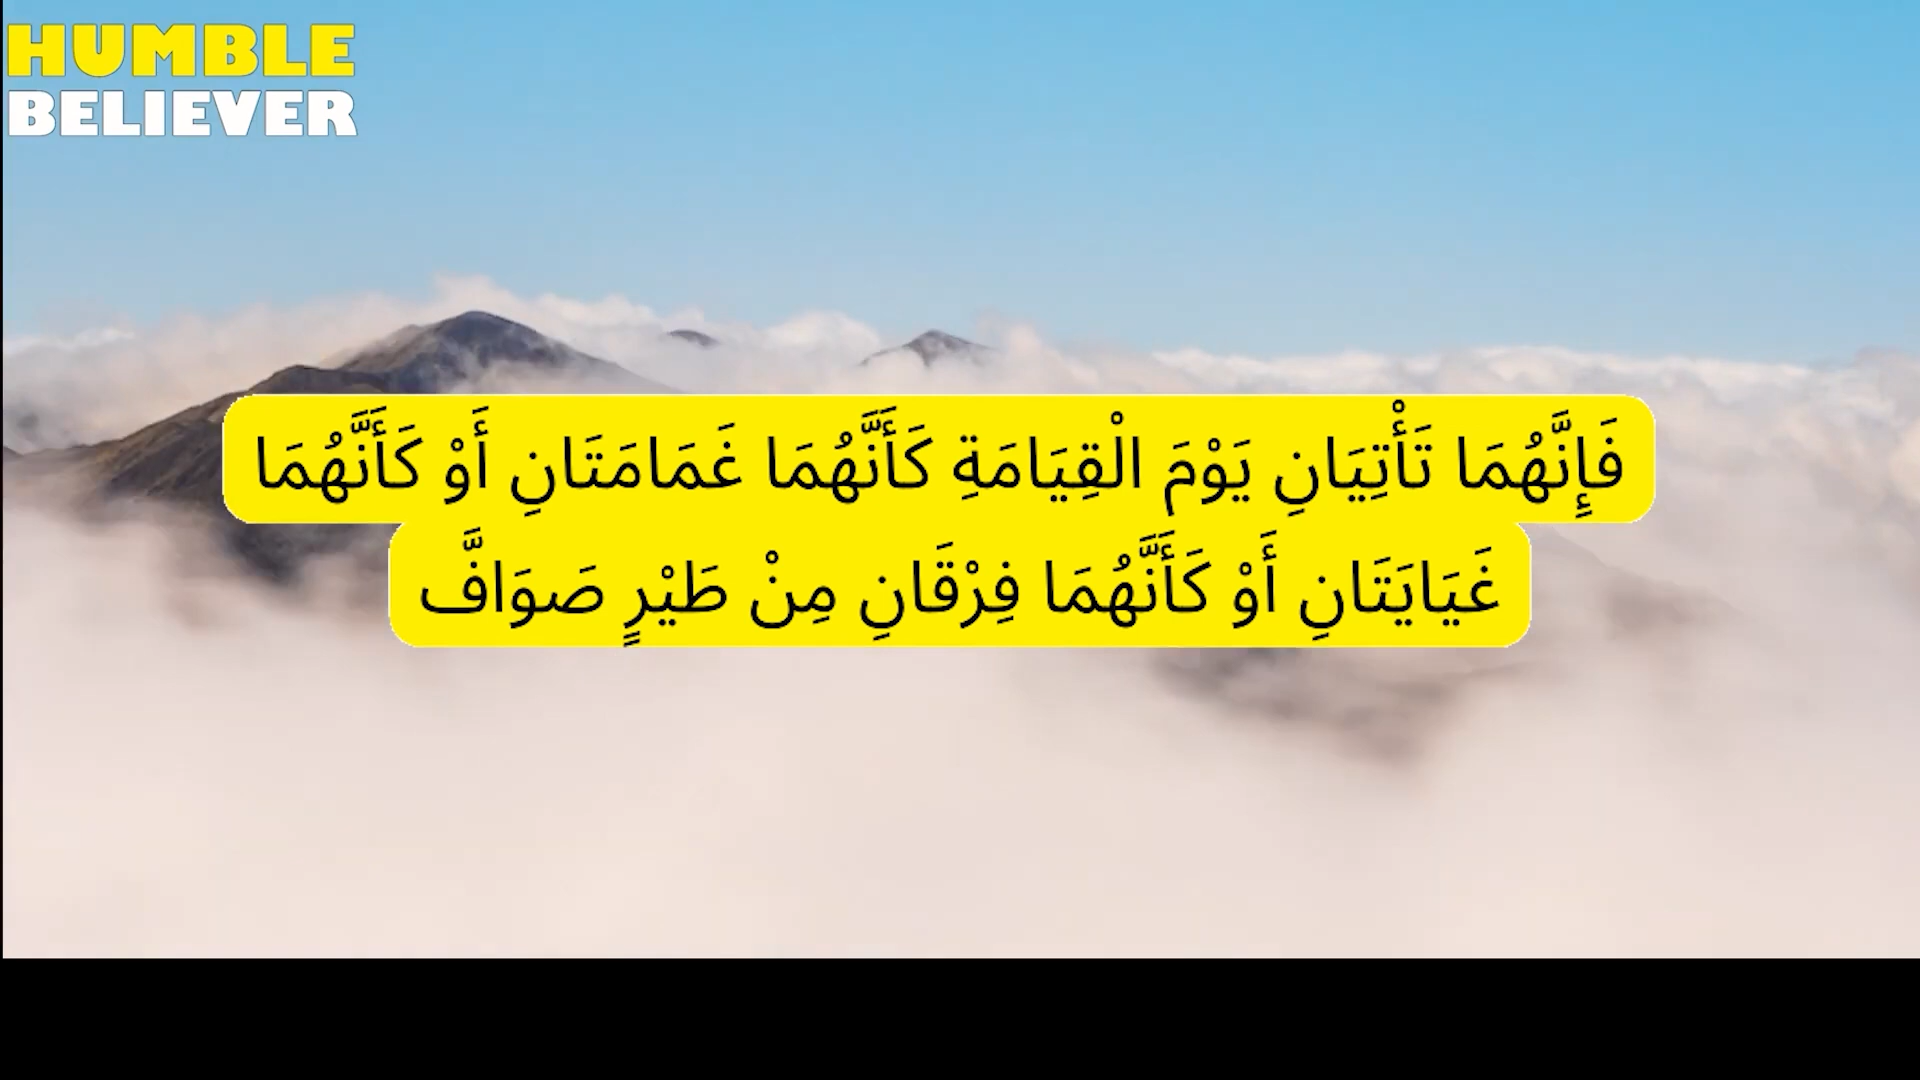 HUMBLE
BELIEVER
فَإِنَّهُمَا تَأْتِيَانِ يَوْمَ الْقِيَامَةِ كَأَنَّهُمَا غَمَامَتَانِ أَوْ كَأَنَّهُمَا
غَيَايَتَانِ أَوْ كَأَنَّهُمَا فِرْقَانِ مِنْ طَيْرٍ صَوَافَّ